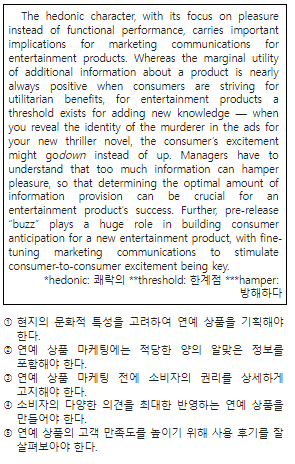 The hedonic character, with its focus on pleasure
instead of functional performance, carries important
implications for marketing communications for
entertainment products. Whereas the marginal utility
of additional information about a product is nearly
always positive when consumers are striving for
utilitarian benefits, for entertainment products a
threshold exists for adding new knowledge — when
you reveal the identity of the murderer in the ads for
your new thriller novel, the consumer's excitement
might godown instead of up. Managers have to
understand that too much information can hamper
pleasure, so that determining the optimal amount of
information provision can be crucial for an
entertainment product's success. Further, pre-release
"buzz" plays a huge role in building consumer
anticipation for a new entertainment product, with fine-
tuning marketing communications to stimulate
consumer-to-consumer excitement being key.
*hedonic: 쾌락의 **threshold: 한계점 ***hamper:
방해하다
① 현지의 문화적 특성을 고려하여 연예 상품을 기획해야
한다.
② 연예 상품 마케팅에는 적당한 양의 알맞은 정보를
포함해야 한다.
③ 연예 상품 마케팅 전에 소비자의 권리를 상세하게
고지해야 한다.
④ 소비자의 다양한 의견을 최대한 반영하는 연예 상품을
만들어야 한다.
⑤ 연예 상품의 고객 만족도를 높이기 위해 사용 후기를 잘
살펴보아야 한다.